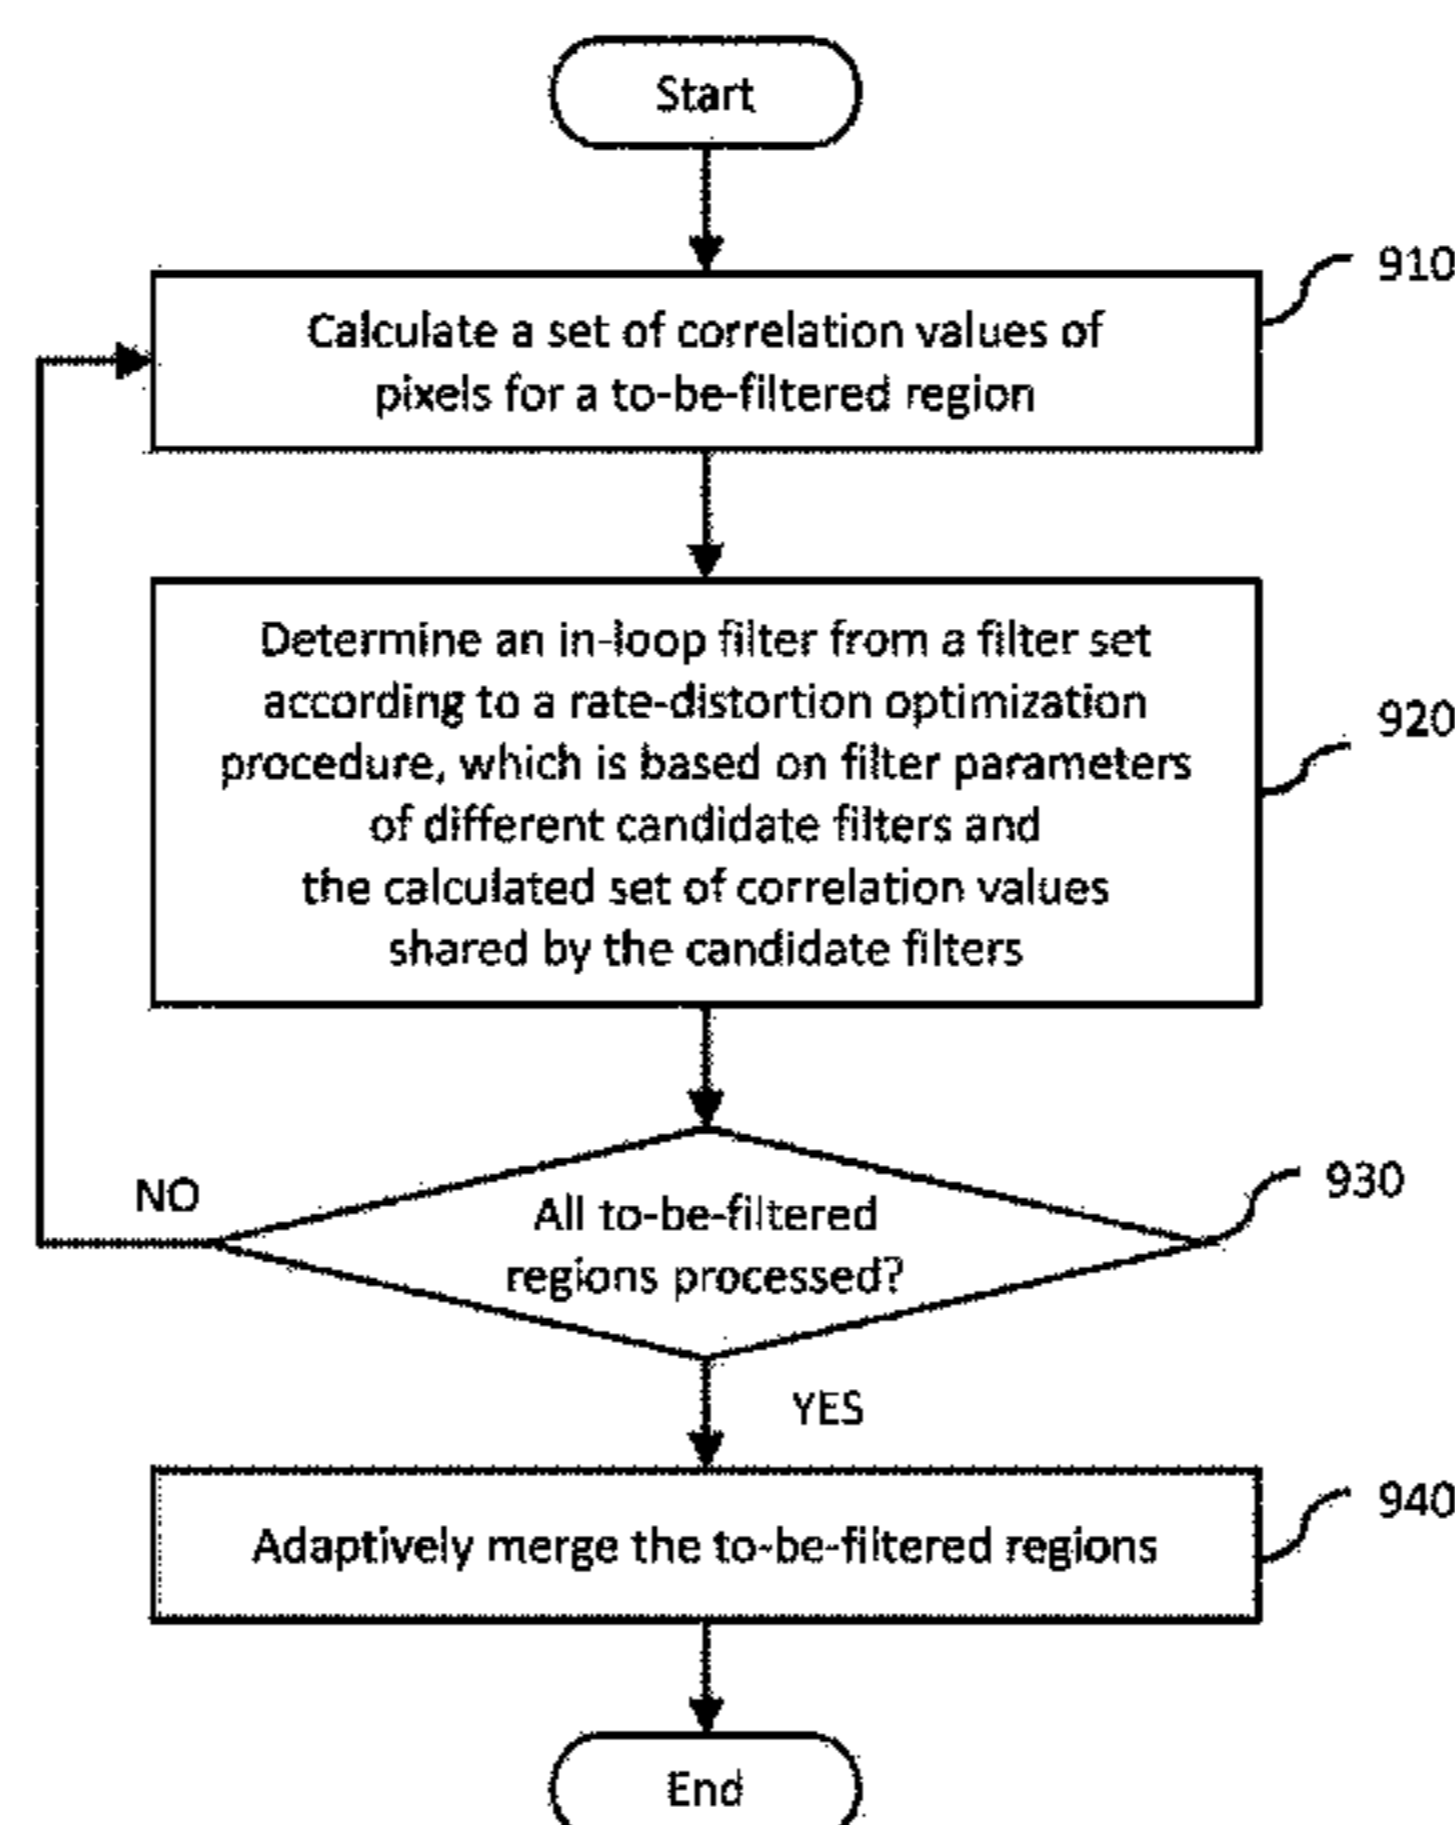 Start
910
Calculate a set of correlation values of
pixels for a to-be-filtered region
Determine an in-loop filter from a filter set
according to a rate-distortion optimization
procedure, which is based on filter parameters
of different candidate filters and
the calculated set of correlation values
shared by the candidate filters
920
NO
All to-be-filtered
regions processed?
930
YES
Adaptively merge the to-be-filtered regions
940
End